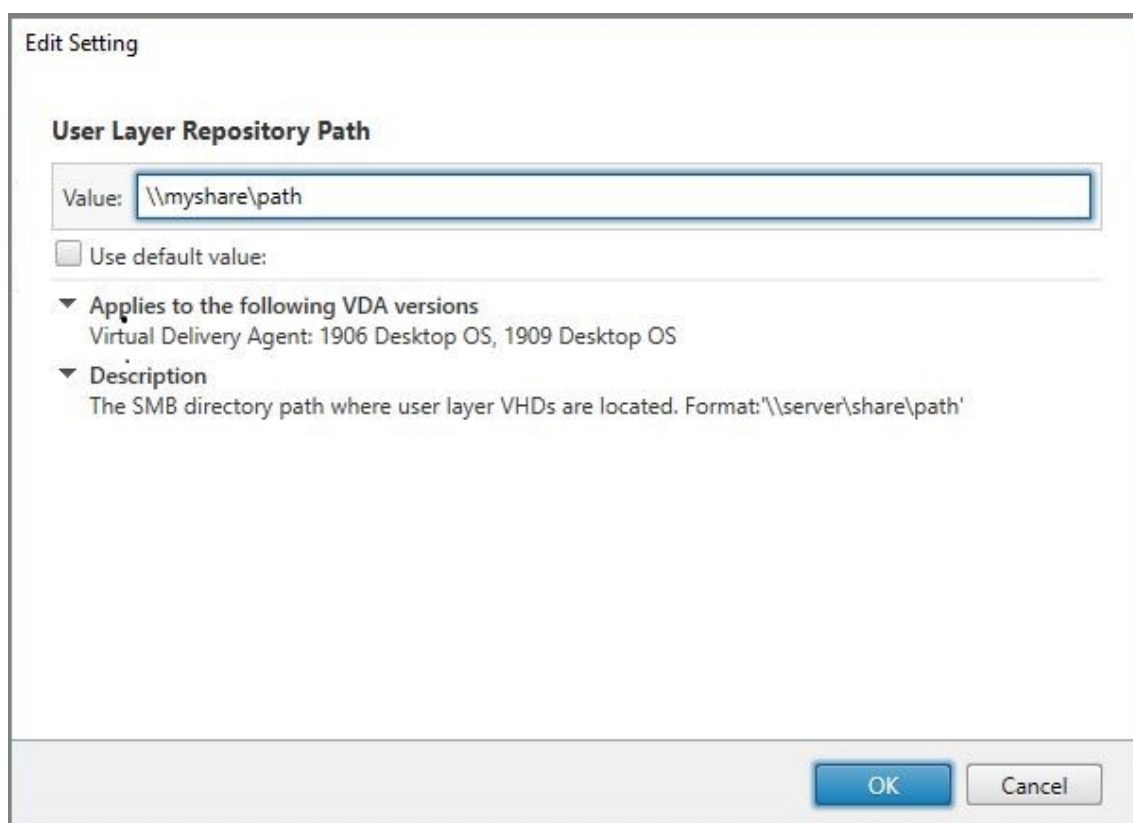 Edit Setting
User Layer Repository Path
Value: \\myshare\path
Use default value:
Applies to the following VDA versions
Virtual Delivery Agent: 1906 Desktop OS, 1909 Desktop OS
Description
The SMB directory path where user layer VHDs are located. Format:'\\server\share\path'
OK Cancel